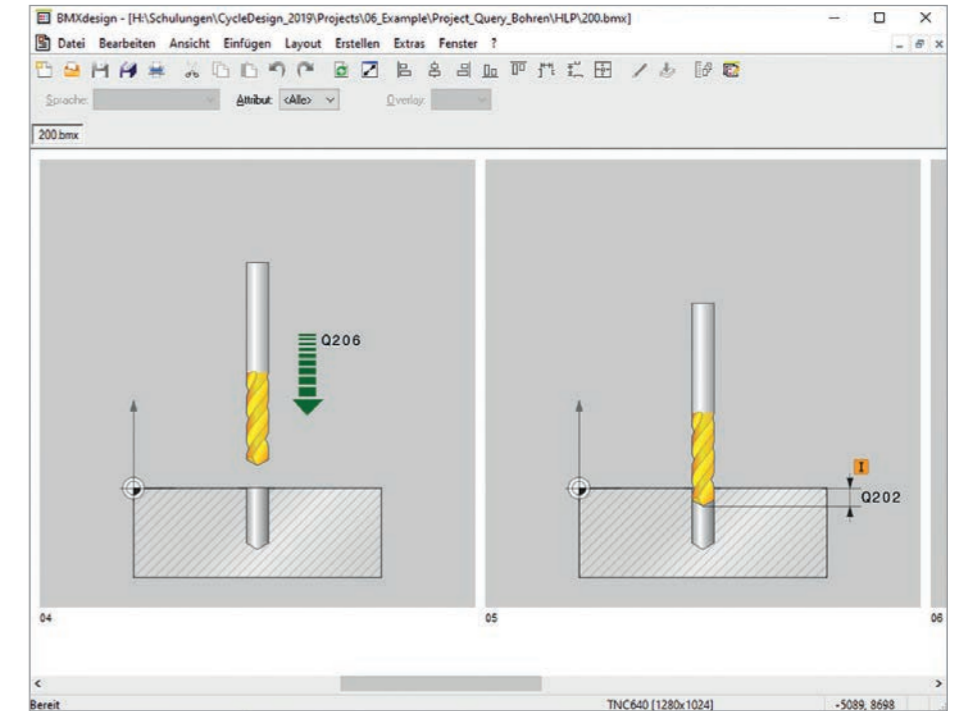 BMXdesign - [H:\Schulungen\CycleDesign_2019\Projects\06_Example\Project_Query_Bohren\HLP\200.bmx]
Datei Bearbeiten Ansicht Einfügen Layout Erstellen Extras Fenster ?
Sprache: Attribut: <Alle> Overlay:
200.bmx
Q206
I
Q202
04 05 06
Bereit TNC640 [1280x1024] -5089, 8698